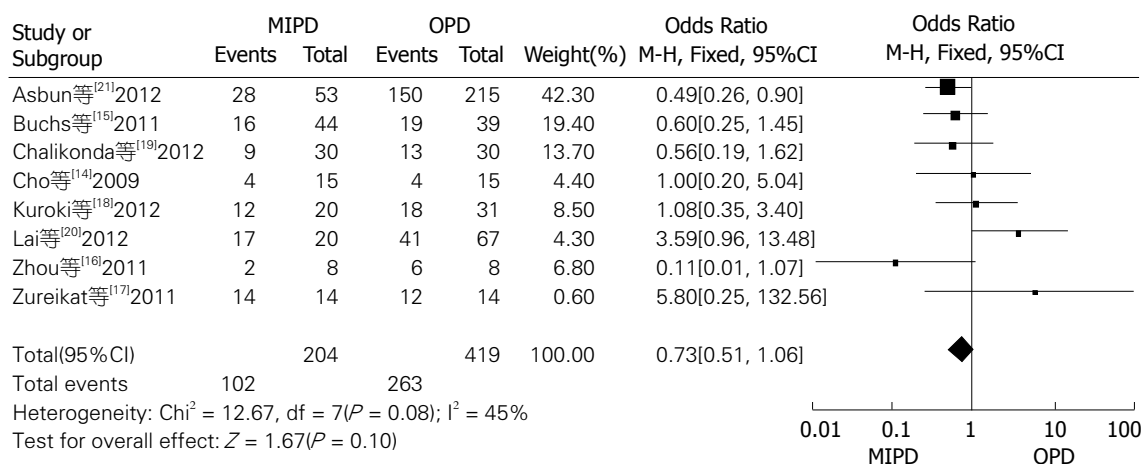 Study or Subgroup MIPD OPD Odds Ratio Odds Ratio
Events Total Events Total Weight(%) M-H, Fixed, 95%CI M-H, Fixed, 95%CI
Asbun等[21]2012 28 53 150 215 42.30 0.49[0.26, 0.90]
Buchs等[15]2011 16 44 19 39 19.40 0.60[0.25, 1.45]
Chalikonda等[19]2012 9 30 13 30 13.70 0.56[0.19, 1.62]
Cho等[14]2009 4 15 4 15 4.40 1.00[0.20, 5.04]
Kuroki等[18]2012 12 20 18 31 8.50 1.08[0.35, 3.40]
Lai等[20]2012 17 20 41 67 4.30 3.59[0.96, 13.48]
Zhou等[16]2011 2 8 6 8 6.80 0.11[0.01, 1.07]
Zureikat等[17]2011 14 14 12 14 0.60 5.80[0.25, 132.56]
Total(95%CI) 204 419 100.00 0.73[0.51, 1.06]
Total events 102 263
Heterogeneity: Chi² = 12.67, df = 7(P = 0.08); I² = 45%
Test for overall effect: Z = 1.67(P = 0.10)
0.01 0.1 1 10 100
MIPD OPD